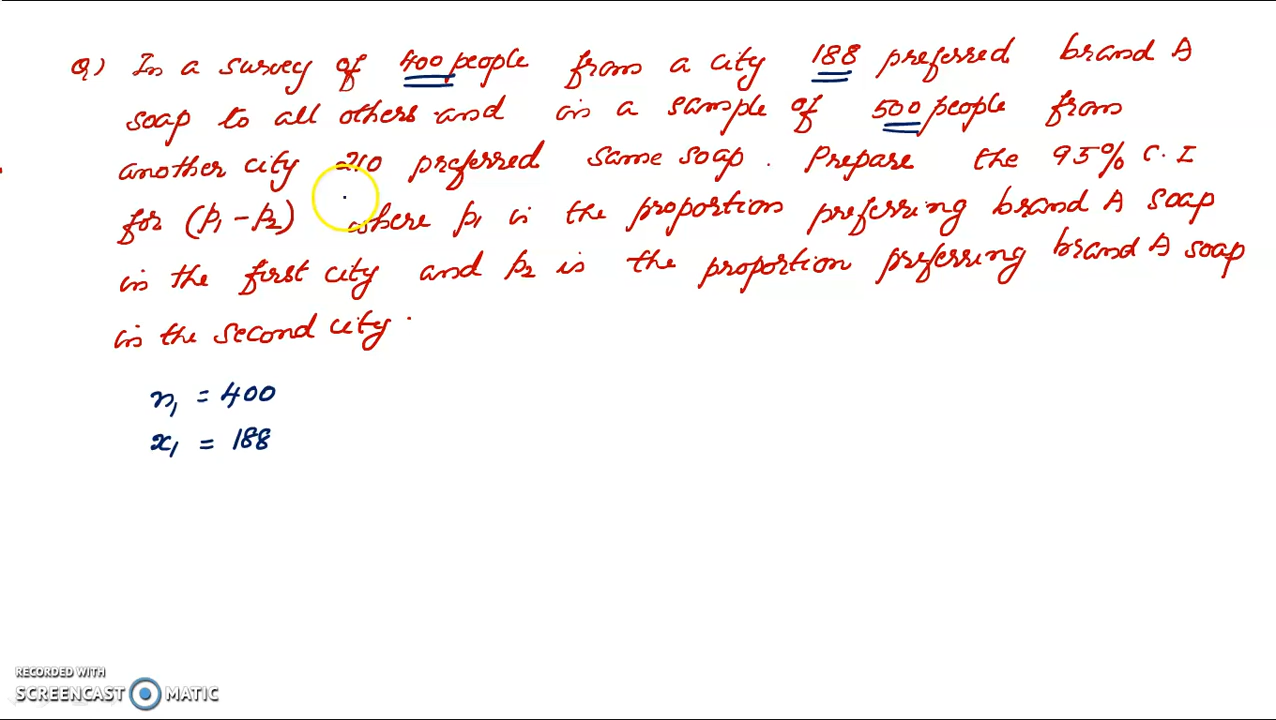 Q) In a survey of 400 people from a city 188 preferred brand A
soap to all others and in a sample of 500 people from
another city 210 preferred same soap. Prepare the 95% C.I
for (p₁ - p₂) where p₁ is the proportion preferring brand A soap
in the first city and p₂ is the proportion preferring brand A soap
in the second city.
n₁ = 400
x₁ = 188
RECORDED WITH
SCREENCAST MATIC